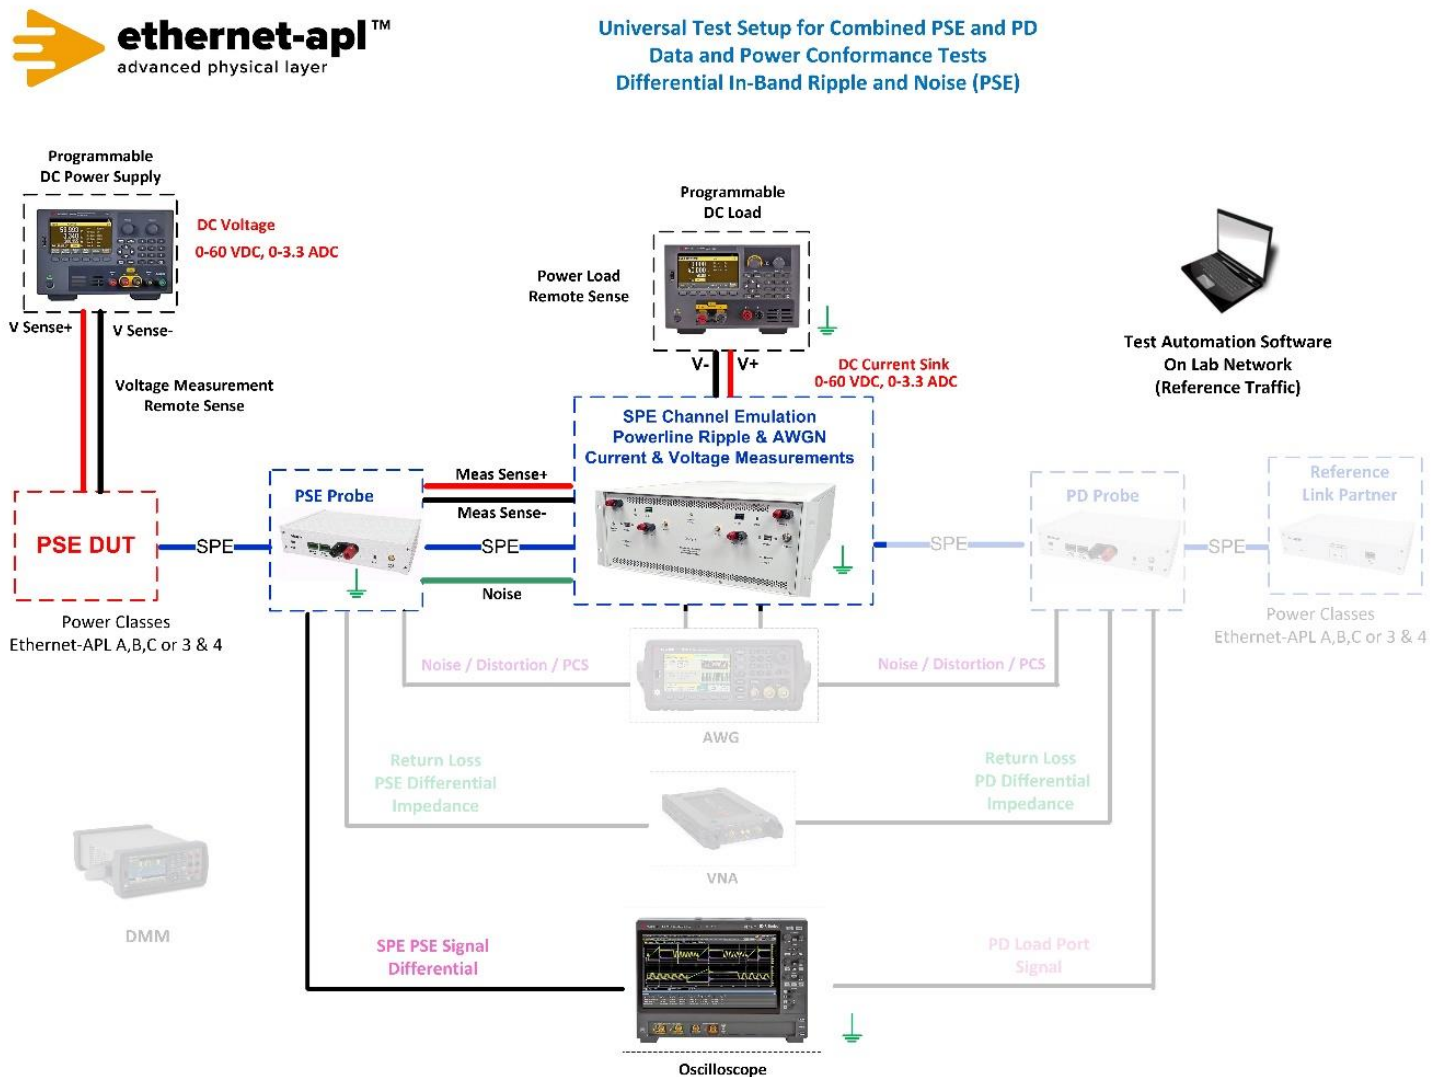 ethernet-apl™
advanced physical layer
Universal Test Setup for Combined PSE and PD
Data and Power Conformance Tests
Differential In-Band Ripple and Noise (PSE)
Programmable
DC Power Supply
DC Voltage
0-60 VDC, 0-3.3 ADC
V Sense+
V Sense-
Voltage Measurement
Remote Sense
Programmable
DC Load
Power Load
Remote Sense
V-
V+
DC Current Sink
0-60 VDC, 0-3.3 ADC
Test Automation Software
On Lab Network
(Reference Traffic)
SPE Channel Emulation
Powerline Ripple & AWGN
Current & Voltage Measurements
PSE DUT
SPE
PSE Probe
Meas Sense+
Meas Sense-
SPE
Noise
SPE
PD Probe
SPE
Reference
Link Partner
Power Classes
Ethernet-APL A,B,C or 3 & 4
Power Classes
Ethernet-APL A,B,C or 3 & 4
Noise / Distortion / PCS
Noise / Distortion / PCS
AWG
Return Loss
PSE Differential
Impedance
Return Loss
PD Differential
Impedance
VNA
DMM
SPE PSE Signal
Differential
PD Load Port
Signal
Oscilloscope